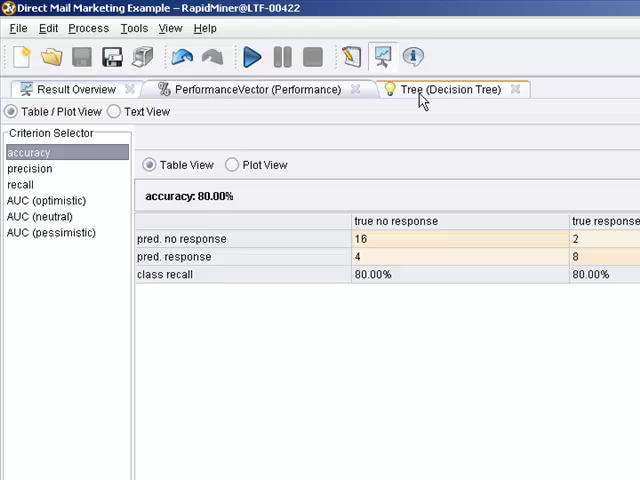 Direct Mail Marketing Example – RapidMiner@LTF-00422
File Edit Process Tools View Help
Result Overview PerformanceVector (Performance) Tree (Decision Tree)
Table / Plot View Text View
Criterion Selector
accuracy
precision
recall
AUC (optimistic)
AUC (neutral)
AUC (pessimistic)
Table View Plot View
accuracy: 80.00%
true no response true response
pred. no response 16 2
pred. response 4 8
class recall 80.00% 80.00%